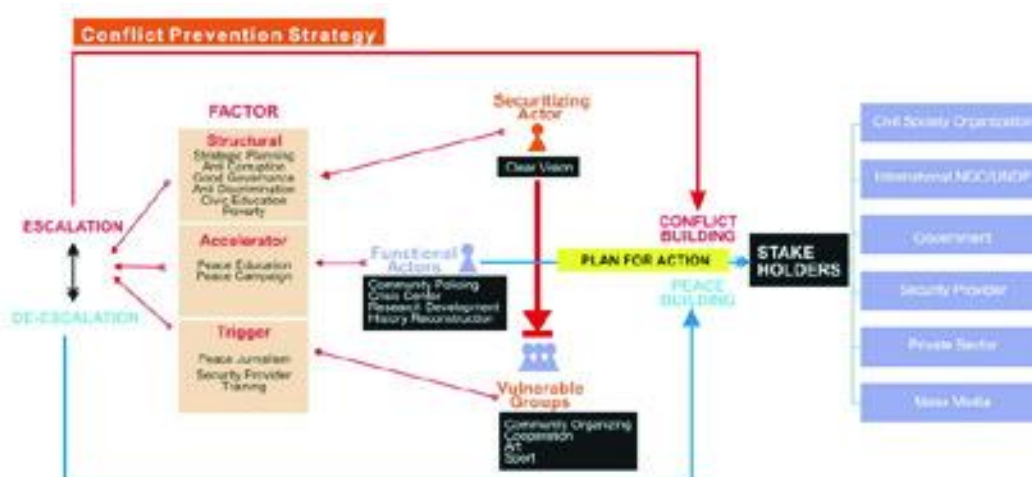 Conflict Prevention Strategy
FACTOR
Structural
Strategic Planning
Anti Corruption
Good Governance
Anti Discrimination
Civic Education
Poverty
Accelerator
Peace Education
Peace Campaign
Trigger
Peace Jurnalism
Security Provider
Training
ESCALATION
DE-ESCALATION
Securitizing
Actor
Clear Vision
Functional
Actors
Community Policing
Crisis Center
Research Development
History Reconstruction
Vulnerable
Groups
Community Organizing
Cooperation
Art
Sport
CONFLICT
BUILDING
PLAN FOR ACTION
PEACE
BUILDING
STAKE
HOLDERS
Civil Society Organization
International NGO/UNDP
Government
Security Provider
Private Sector
Mass Media